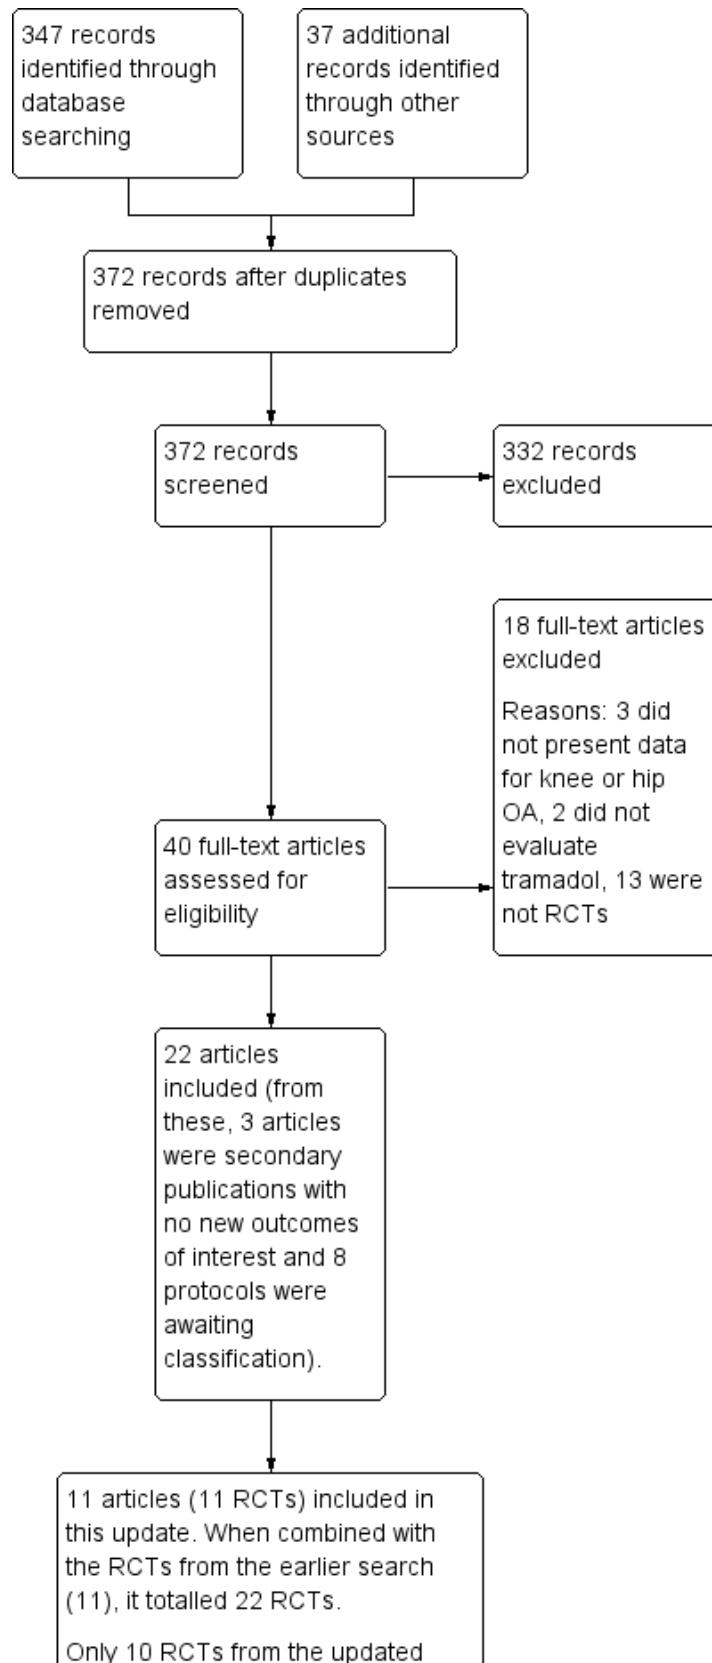 347 records
identified through
database
searching
37 additional
records identified
through other
sources
372 records after duplicates
removed
372 records
screened
332 records
excluded
18 full-text articles
excluded
Reasons: 3 did
not present data
for knee or hip
OA, 2 did not
evaluate
tramadol, 13 were
not RCTs
40 full-text articles
assessed for
eligibility
22 articles
included (from
these, 3 articles
were secondary
publications with
no new outcomes
of interest and 8
protocols were
awaiting
classification).
11 articles (11 RCTs) included in
this update. When combined with
the RCTs from the earlier search
(11), it totalled 22 RCTs.
Only 10 RCTs from the updated